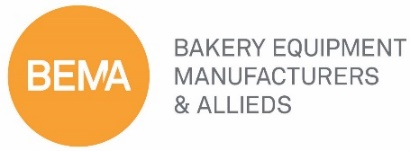 BEMA
BAKERY EQUIPMENT
MANUFACTURERS
& ALLIEDS